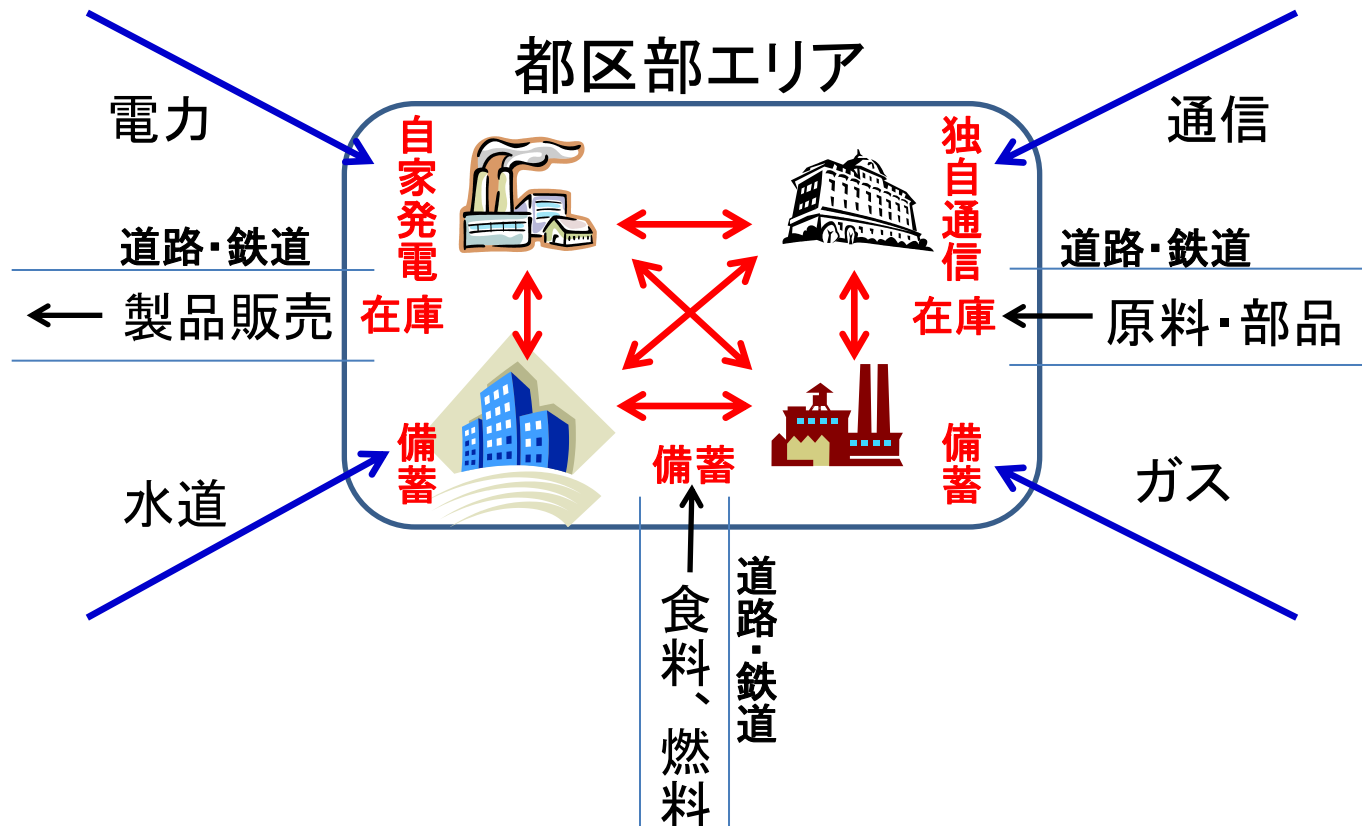 都区部エリア
電力
通信
自家発電
独自通信
道路・鉄道
道路・鉄道
製品販売
在庫
在庫
原料・部品
備蓄
備蓄
備蓄
水道
ガス
食料、燃料
道路・鉄道